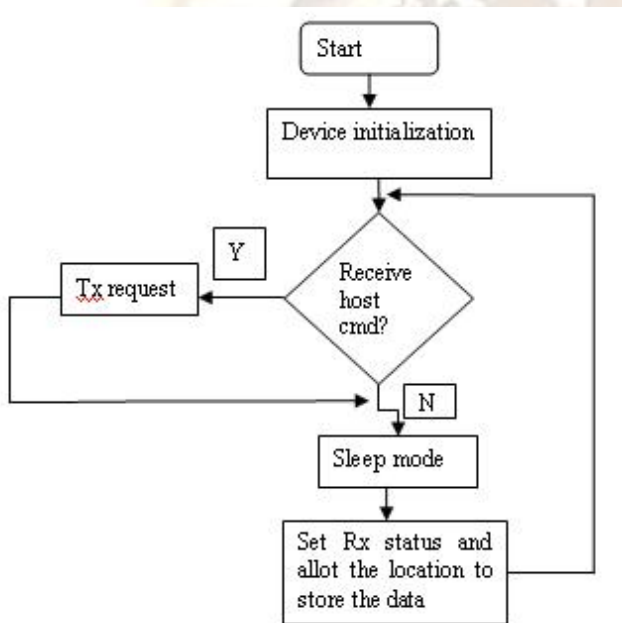 Start
Device initialization
Y
Receive
host
cmd?
Tx request
N
Sleep mode
Set Rx status and
allot the location to
store the data